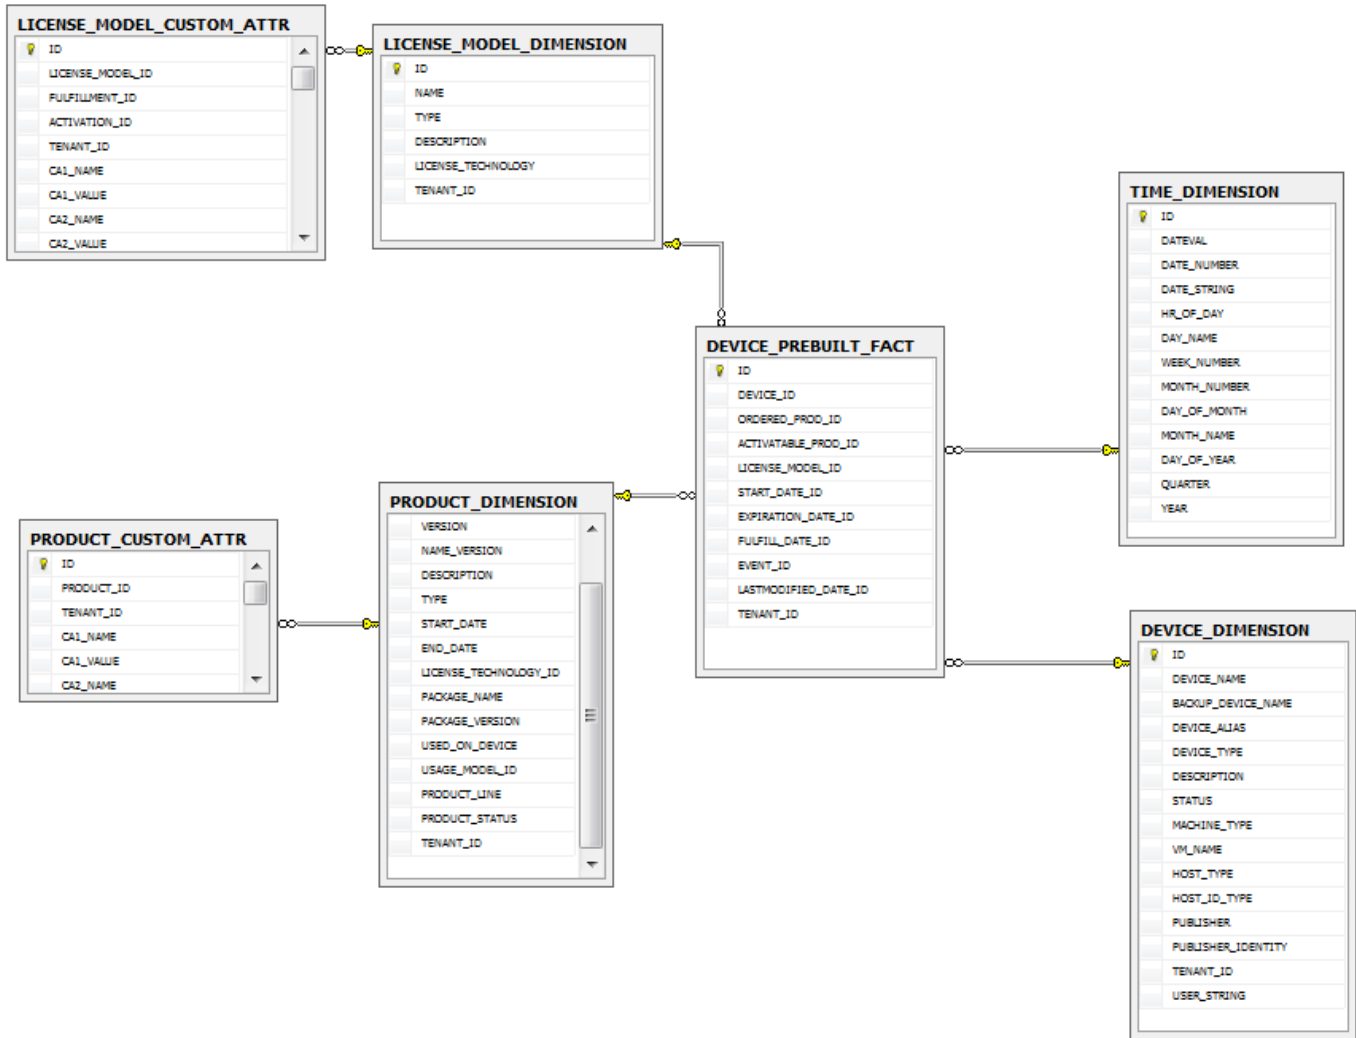 LICENSE_MODEL_CUSTOM_ATTR
ID
LICENSE_MODEL_ID
FULFILLMENT_ID
ACTIVATION_ID
TENANT_ID
CA1_NAME
CA1_VALUE
CA2_NAME
CA2_VALUE
LICENSE_MODEL_DIMENSION
ID
NAME
TYPE
DESCRIPTION
LICENSE_TECHNOLOGY
TENANT_ID
TIME_DIMENSION
ID
DATEVAL
DATE_NUMBER
DATE_STRING
HR_OF_DAY
DAY_NAME
WEEK_NUMBER
MONTH_NUMBER
DAY_OF_MONTH
MONTH_NAME
DAY_OF_YEAR
QUARTER
YEAR
DEVICE_PREBUILT_FACT
ID
DEVICE_ID
ORDERED_PROD_ID
ACTIVATABLE_PROD_ID
LICENSE_MODEL_ID
START_DATE_ID
EXPIRATION_DATE_ID
FULFILL_DATE_ID
EVENT_ID
LASTMODIFIED_DATE_ID
TENANT_ID
PRODUCT_DIMENSION
VERSION
NAME_VERSION
DESCRIPTION
TYPE
START_DATE
END_DATE
LICENSE_TECHNOLOGY_ID
PACKAGE_NAME
PACKAGE_VERSION
USED_ON_DEVICE
USAGE_MODEL_ID
PRODUCT_LINE
PRODUCT_STATUS
TENANT_ID
PRODUCT_CUSTOM_ATTR
ID
PRODUCT_ID
TENANT_ID
CA1_NAME
CA1_VALUE
CA2_NAME
DEVICE_DIMENSION
ID
DEVICE_NAME
BACKUP_DEVICE_NAME
DEVICE_ALIAS
DEVICE_TYPE
DESCRIPTION
STATUS
MACHINE_TYPE
VM_NAME
HOST_TYPE
HOST_ID_TYPE
PUBLISHER
PUBLISHER_IDENTITY
TENANT_ID
USER_STRING